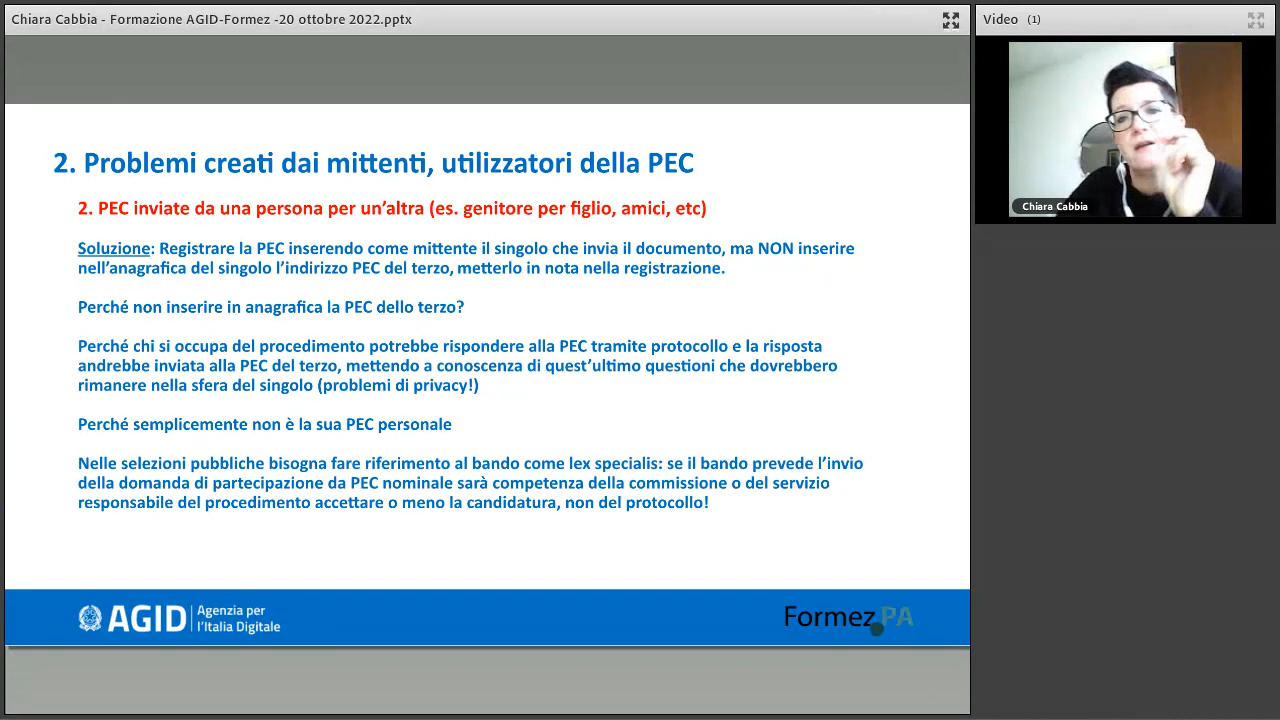 Chiara Cabbia - Formazione AGID-Formez -20 ottobre 2022.pptx
Video (1)
Chiara Cabbia
2. Problemi creati dai mittenti, utilizzatori della PEC
2. PEC inviate da una persona per un'altra (es. genitore per figlio, amici, etc)
Soluzione: Registrare la PEC inserendo come mittente il singolo che invia il documento, ma NON inserire
nell'anagrafica del singolo l'indirizzo PEC del terzo, metterlo in nota nella registrazione.
Perché non inserire in anagrafica la PEC dello terzo?
Perché chi si occupa del procedimento potrebbe rispondere alla PEC tramite protocollo e la risposta
andrebbe inviata alla PEC del terzo, mettendo a conoscenza di quest'ultimo questioni che dovrebbero
rimanere nella sfera del singolo (problemi di privacy!)
Perché semplicemente non è la sua PEC personale
Nelle selezioni pubbliche bisogna fare riferimento al bando come lex specialis: se il bando prevede l'invio
della domanda di partecipazione da PEC nominale sarà competenza della commissione o del servizio
responsabile del procedimento accettare o meno la candidatura, non del protocollo!
AGID
Agenzia per
l'Italia Digitale
Formez PA